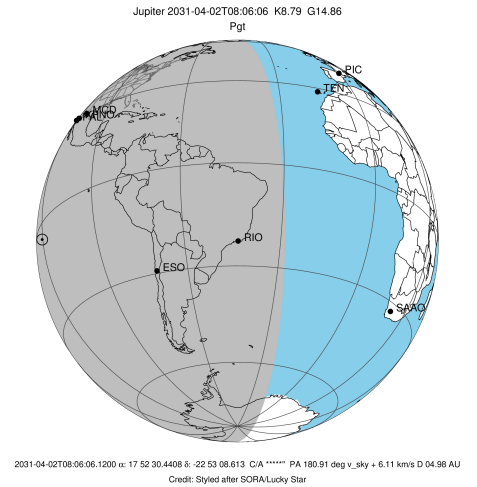 Jupiter 2031-04-02T08:06:06 K8.79 G14.86
Pgt
PIC
TEN
MCD
RIO
ESO
SAAO
2031-04-02T08:06:06.1200 α: 17 52 30.4408 δ: -22 53 08.613 C/A *****" PA 180.91 deg v_sky + 6.11 km/s D 04.98 AU
Credit: Styled after SORA/Lucky Star